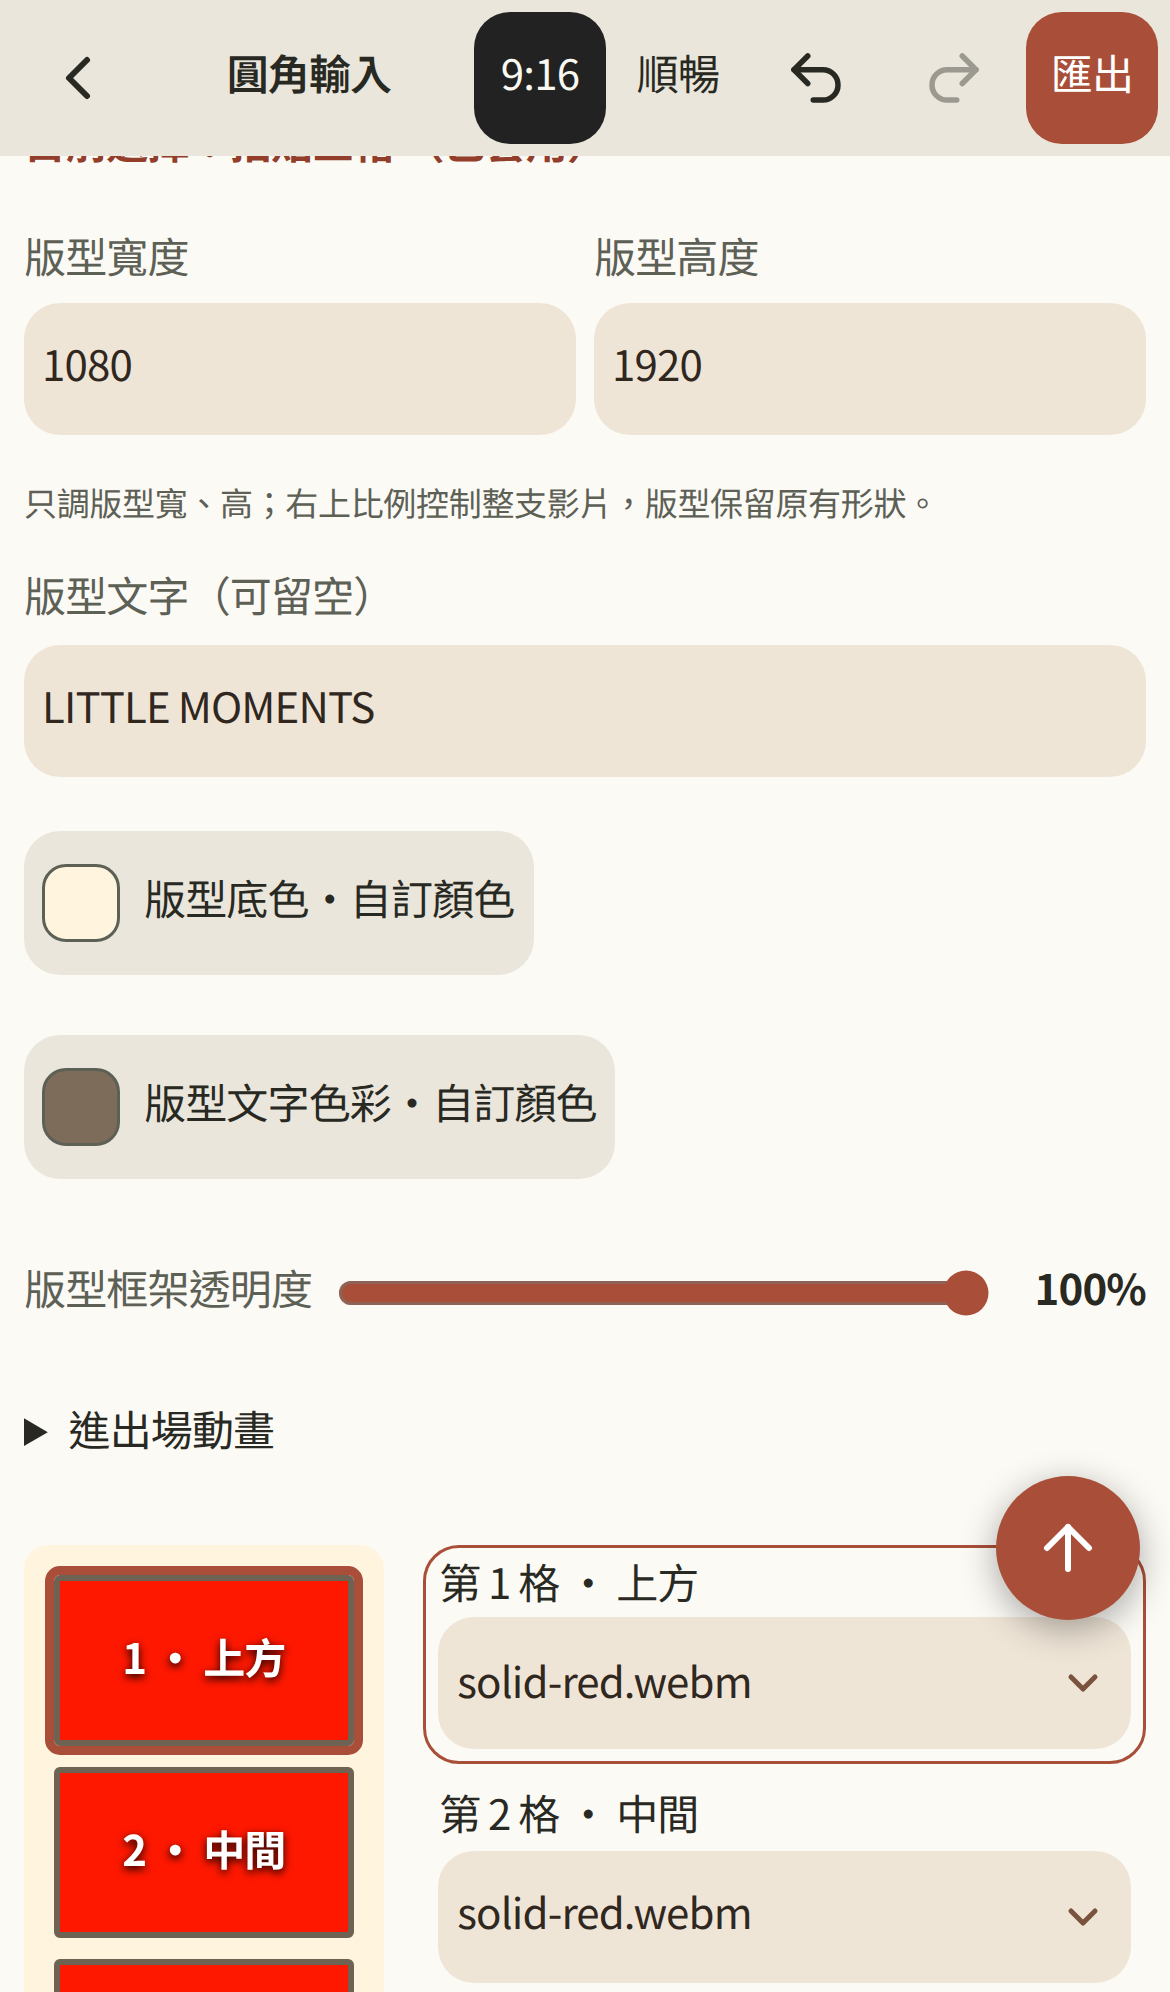 圓角輸入
9:16
順暢
匯出
版型寬度
版型高度
1080
1920
只調版型寬、高；右上比例控制整支影片，版型保留原有形狀。
版型文字（可留空）
LITTLE MOMENTS
版型底色・自訂顏色
版型文字色彩・自訂顏色
版型框架透明度
100%
進出場動畫
1 ・ 上方
第 1 格 ・ 上方
solid-red.webm
2 ・ 中間
第 2 格 ・ 中間
solid-red.webm